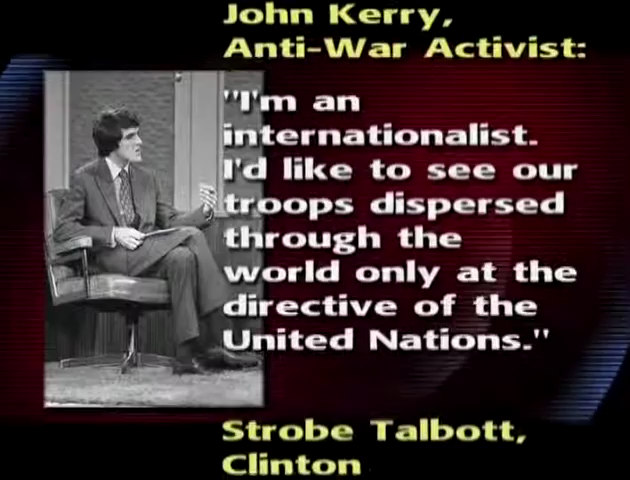 John Kerry,
Anti-War Activist:
"I'm an
internationalist.
I'd like to see our
troops dispersed
through the
world only at the
directive of the
United Nations."
Strobe Talbott,
Clinton